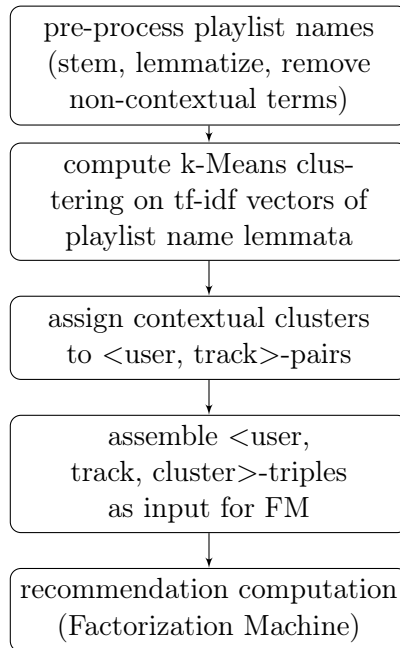 pre-process playlist names
(stem, lemmatize, remove
non-contextual terms)
compute k-Means clus-
tering on tf-idf vectors of
playlist name lemmata
assign contextual clusters
to <user, track>-pairs
assemble <user,
track, cluster>-triples
as input for FM
recommendation computation
(Factorization Machine)